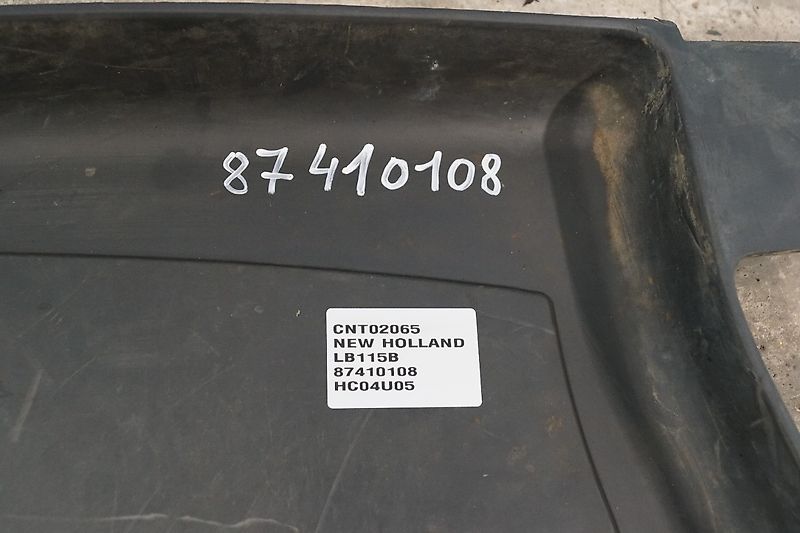 87410108
CNT02065
NEW HOLLAND
LB115B
87410108
HC04U05